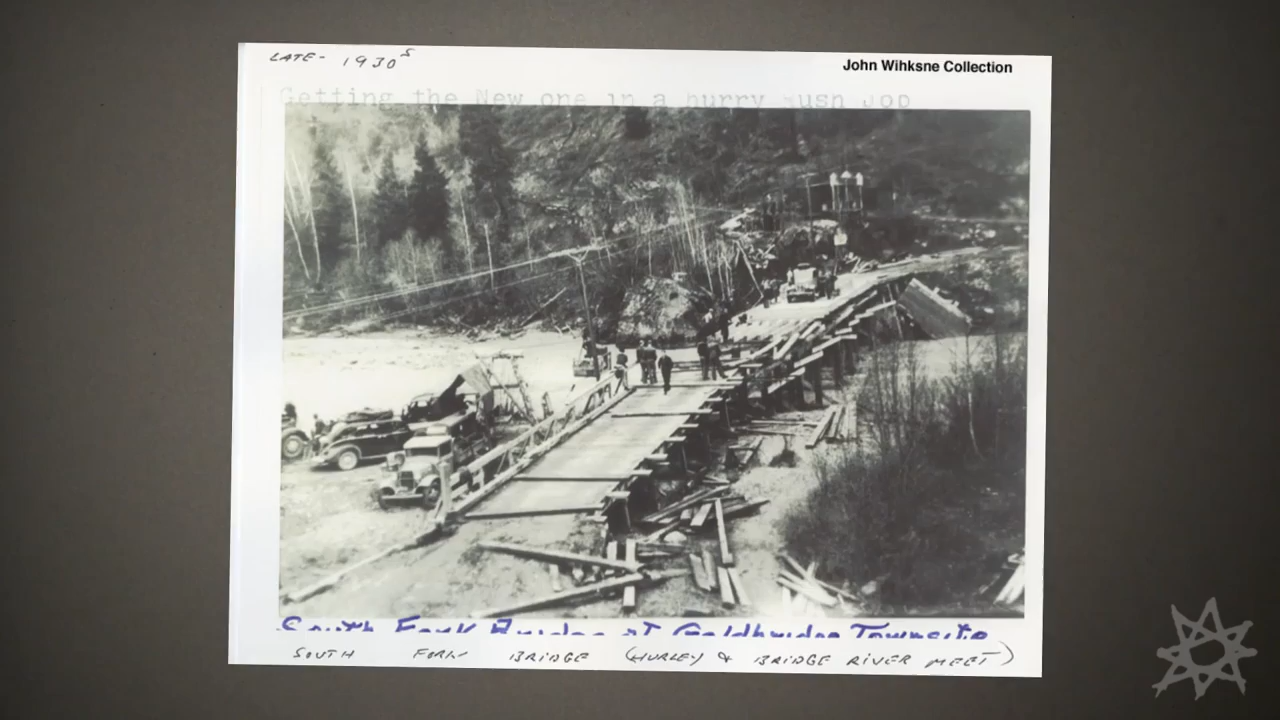 LATE - 1930S
John Wihksne Collection
Getting the New one in a hurry Rush Job
South Fork Bridge at Goldbridge Townsite
SOUTH FORK BRIDGE (HURLEY & BRIDGE RIVER MEET)